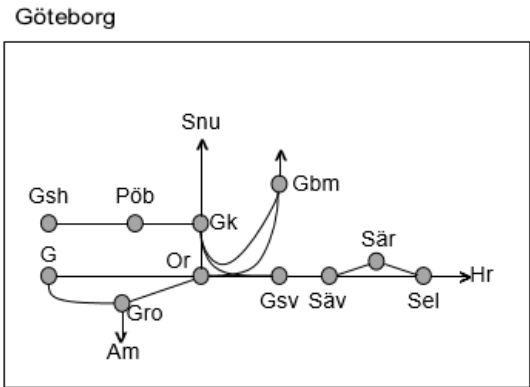 Göteborg
Snu
Gsh
Pöb
Gk
Gbm
G
Or
Sär
Hr
Gro
Gsv
Säv
Sel
Am